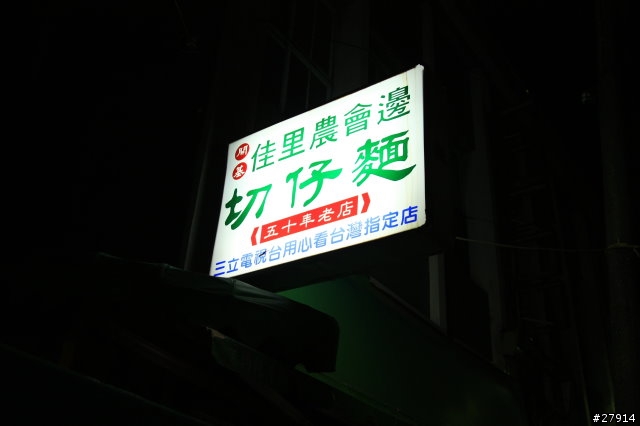 開基 佳里農會邊
切仔麵
《五十年老店》
三立電視台用心看台灣指定店
#27914